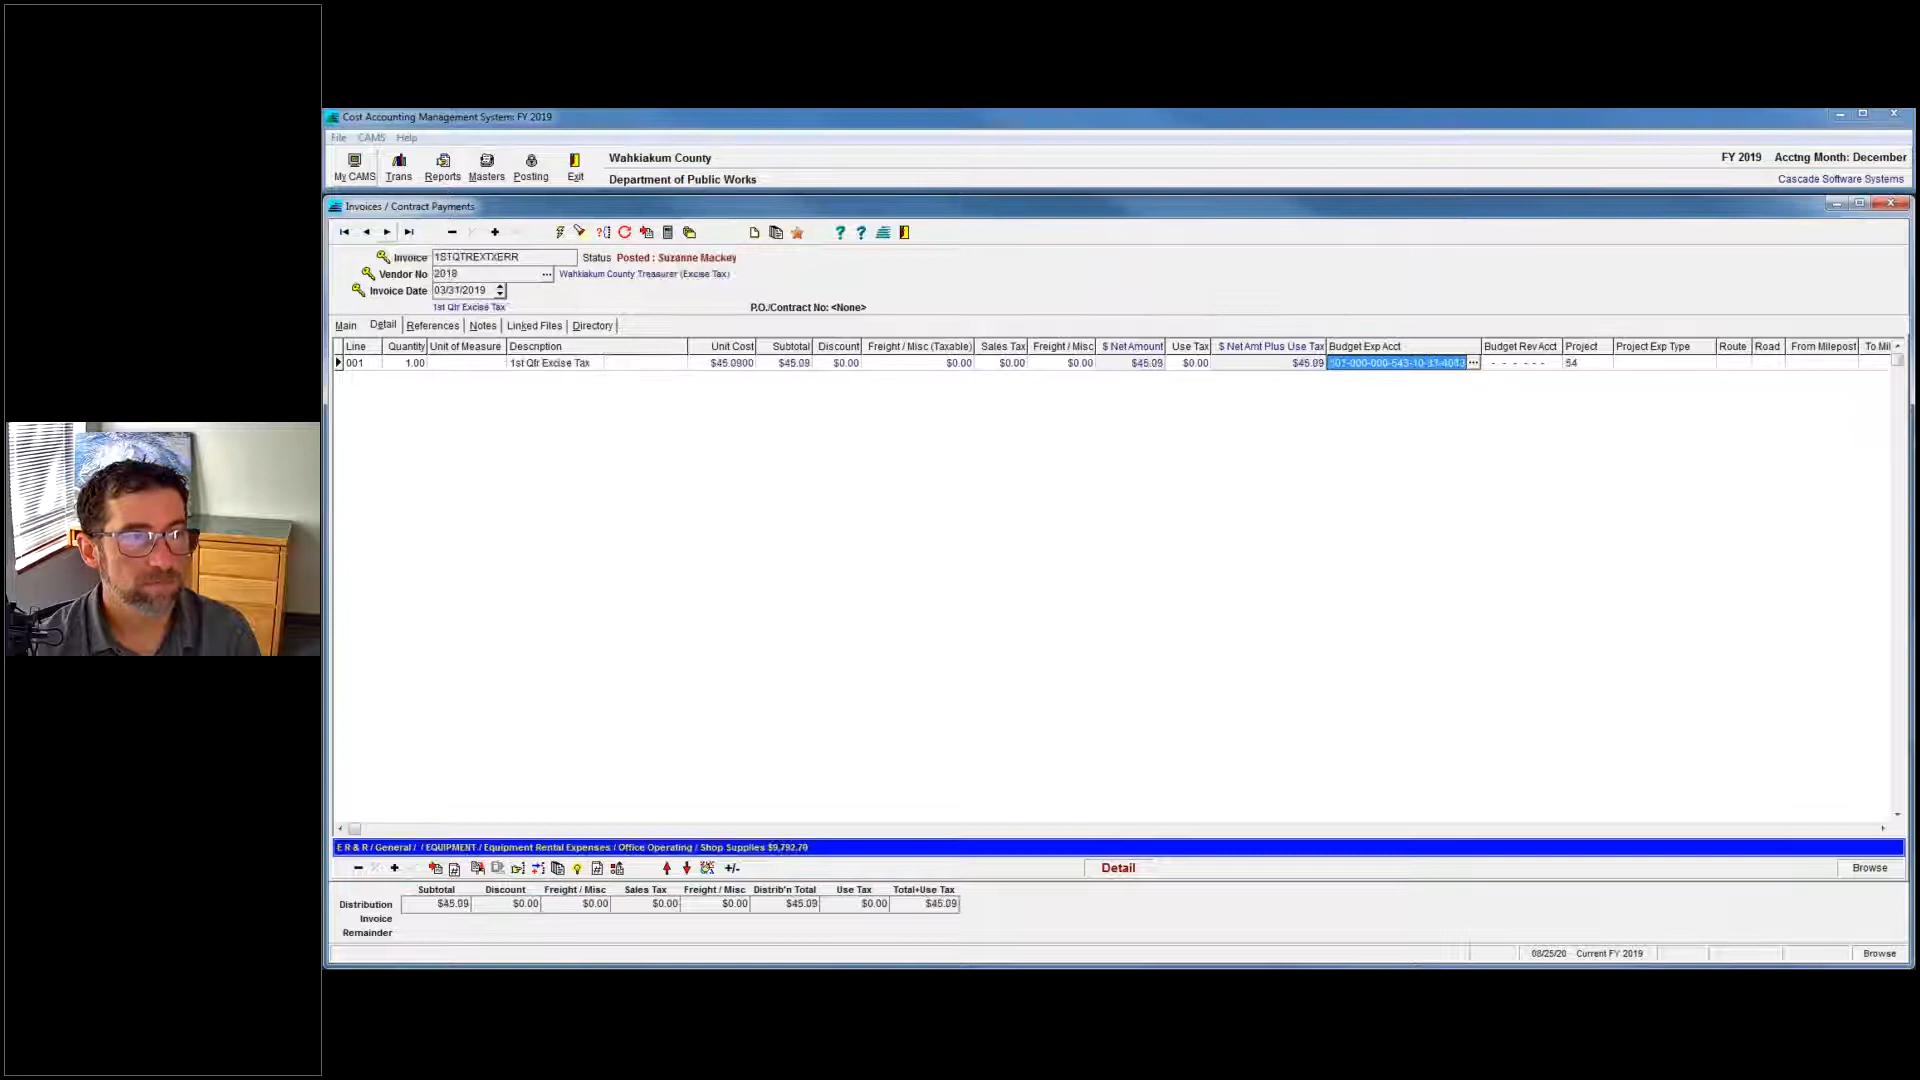 Cost Accounting Management System: FY 2019
File CAMS Help
My CAMS Trans Reports Masters Posting Exit
Wahkiakum County
Department of Public Works
FY 2019 Acctng Month: December
Cascade Software Systems
Invoices / Contract Payments
Invoice 1STQTREXTXERR Status Posted : Suzanne Mackey
Vendor No 2018 ... Wahkiakum County Treasurer (Excise Tax)
Invoice Date 03/31/2019
1st Qtr Excise Tax P.O./Contract No: <None>
Main Detail References Notes Linked Files Directory
Line Quantity Unit of Measure Description Unit Cost Subtotal Discount Freight / Misc (Taxable) Sales Tax Freight / Misc $ Net Amount Use Tax $ Net Amt Plus Use Tax Budget Exp Acct Budget Rev Acct Project Project Exp Type Route Road From Milepost To Mil
001 1.00 1st Qtr Excise Tax $45.0900 $45.09 $0.00 $0.00 $0.00 $0.00 $45.09 $0.00 $45.09 ... - - - - - - 54
E R & R / General / / EQUIPMENT / Equipment Rental Expenses / Office Operating / Shop Supplies $9,792.70
+/- Detail Browse
Subtotal Discount Freight / Misc Sales Tax Freight / Misc Distrib'n Total Use Tax Total+Use Tax
Distribution $45.09 $0.00 $0.00 $0.00 $0.00 $45.09 $0.00 $45.09
Invoice
Remainder
08/25/20 Current FY 2019 Browse